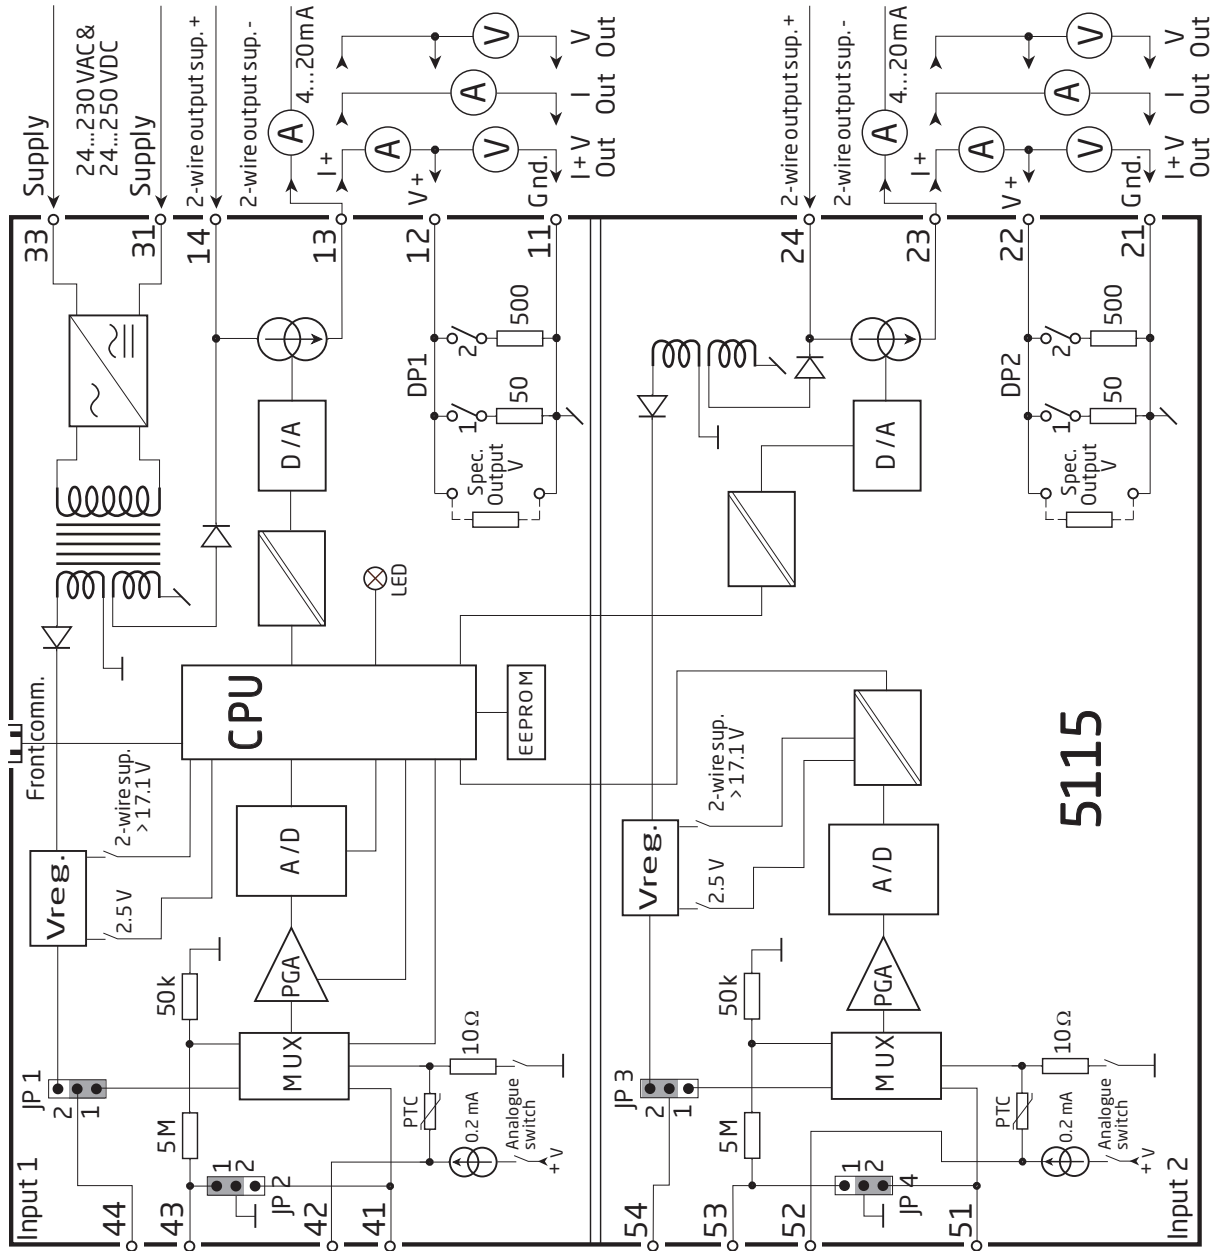 Supply
24...230 VAC &
24...250 VDC
Supply
2-wire output sup. +
2-wire output sup. -
A
4...20mA
I+
A
A
V
V+
V
Gnd.
I+V
Out
I
Out
V
Out
33
31
14
13
12
11
DP1
1
50
2
500
Spec.
Output
V
D/A
LED
CPU
EEPROM
Front comm.
Vreg.
2.5 V
2-wire sup.
> 17.1 V
A/D
PGA
MUX
50k
5M
JP 1
2
1
JP 2
1
2
PTC
10Ω
0.2 mA
Analogue
switch
+ V
Input 1
44
43
42
41
2-wire output sup. +
2-wire output sup. -
A
4...20mA
I+
A
A
V
V+
V
Gnd.
I+V
Out
I
Out
V
Out
24
23
22
21
DP2
1
50
2
500
Spec.
Output
V
D/A
Vreg.
2.5 V
2-wire sup.
> 17.1 V
A/D
PGA
MUX
50k
5M
JP 3
2
1
JP 4
1
2
PTC
10Ω
0.2 mA
Analogue
switch
+ V
Input 2
54
53
52
51
5115